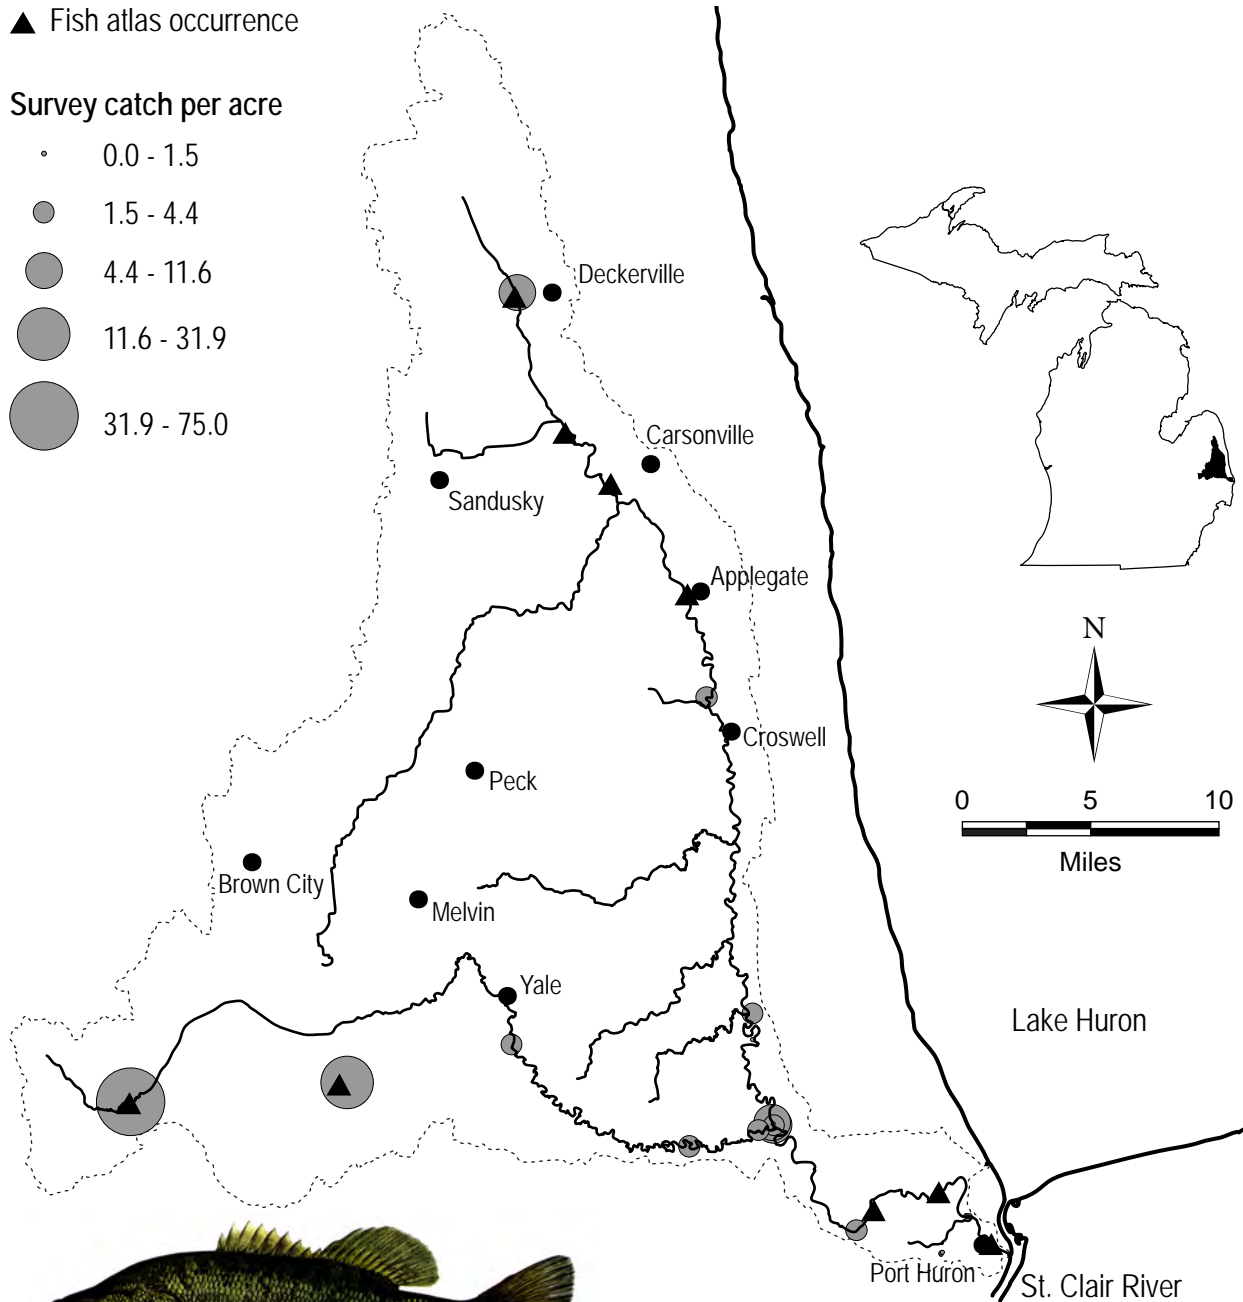 Fish atlas occurrence
Survey catch per acre
0.0 - 1.5
1.5 - 4.4
4.4 - 11.6
11.6 - 31.9
31.9 - 75.0
Deckerville
Carsonville
Sandusky
Applegate
N
Croswell
Peck
0 5 10
Miles
Brown City
Melvin
Yale
Lake Huron
Port Huron
St. Clair River